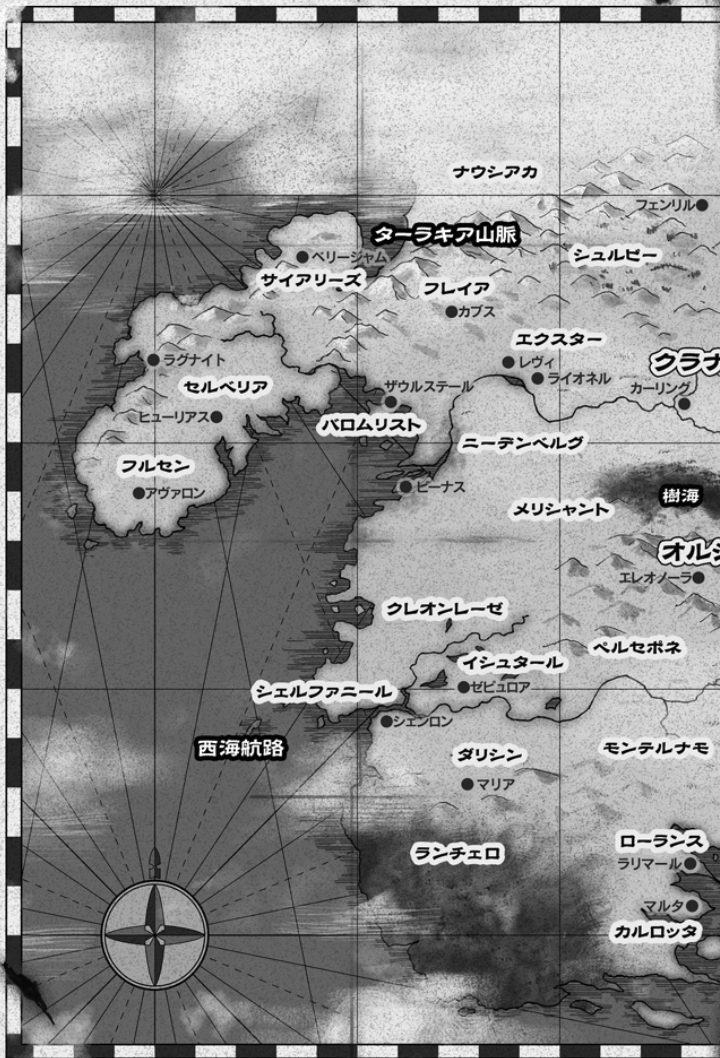 ナウシアカ
フェンリル
ターラキア山脈
ベリージャム
シュルピー
サイアリーズ
フレイア
カプス
エクスター
ラグナイト
レヴィ
クラナ
ライオネル
セルベリア
ザウルステール
カーリング
ヒューリアス
バロムリスト
ニーデンベルグ
フルセン
ビーナス
アヴァロン
樹海
メリシャント
オルシ
エレオノーラ
クレオンレーゼ
ペルセポネ
イシュタール
シェルファニール
ゼピュロア
シェンロン
西海航路
ダリシン
モンテルナモ
マリア
ランチェロ
ローランス
ラリマール
マルタ
カルロッタ